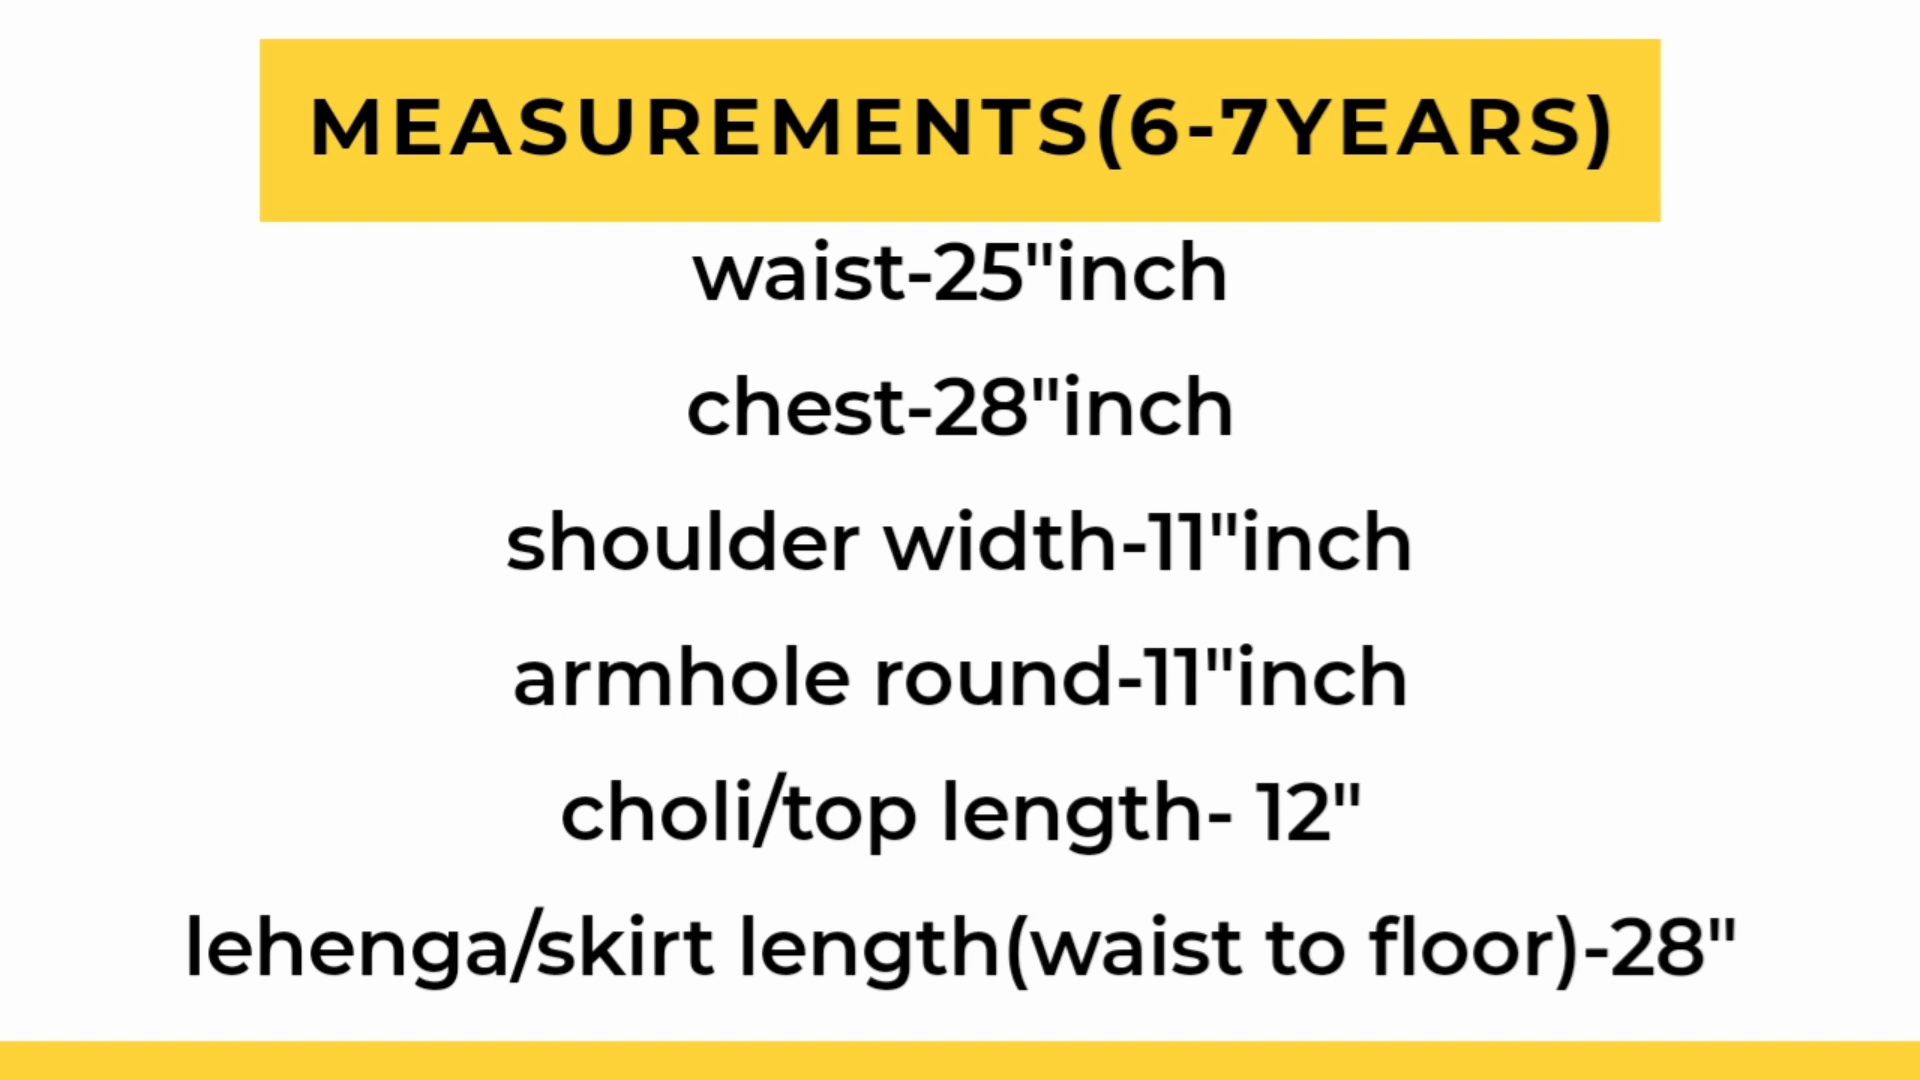 MEASUREMENTS(6-7YEARS)
waist-25"inch
chest-28"inch
shoulder width-11"inch
armhole round-11"inch
choli/top length- 12"
lehenga/skirt length(waist to floor)-28"